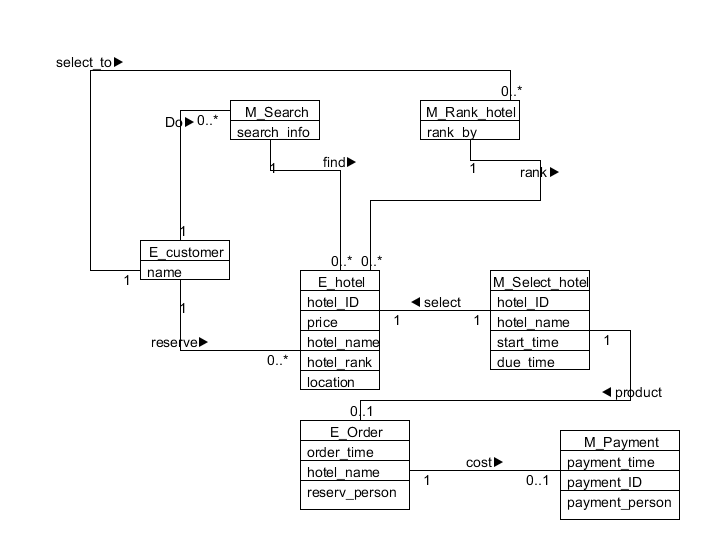 select_to▶
0..*
M_Search
search_info
M_Rank_hotel
rank_by
Do▶
0..*
1
find▶
1
rank▶
1
E_customer
name
1
0..*
0..*
E_hotel
hotel_ID
price
hotel_name
hotel_rank
location
M_Select_hotel
hotel_ID
hotel_name
start_time
due_time
◀ select
1
1
1
reserve▶
0..*
1
◀ product
0..1
E_Order
order_time
hotel_name
reserv_person
M_Payment
payment_time
payment_ID
payment_person
cost▶
1
0..1